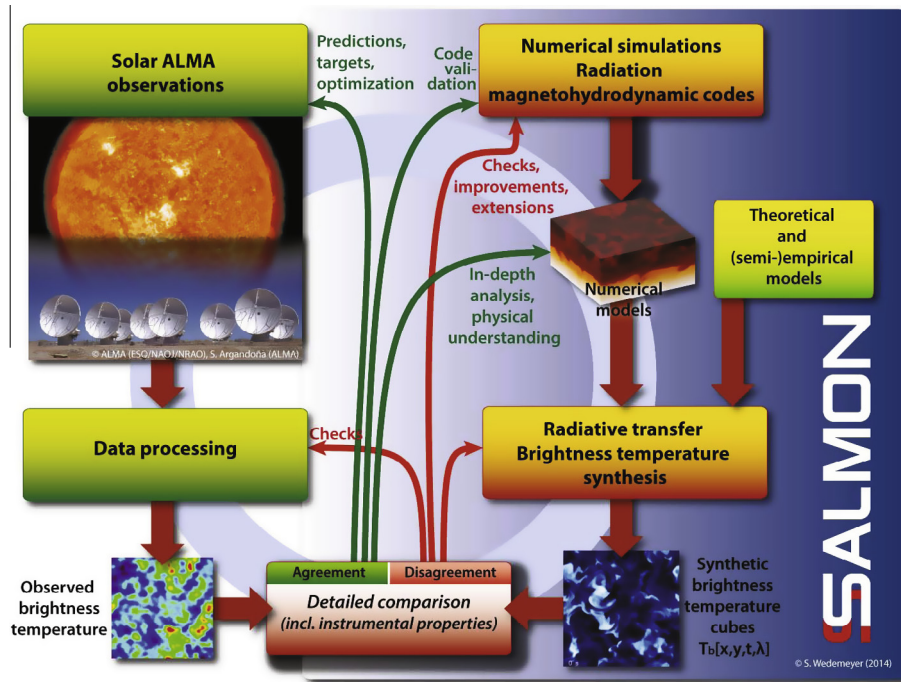 Solar ALMA
observations
Predictions,
targets,
optimization
Code
vali-
dation
Numerical simulations
Radiation
magnetohydrodynamic codes
Checks,
improvements,
extensions
Theoretical
and
(semi-)empirical
models
Numerical
models
In-depth
analysis,
physical
understanding
© ALMA (ESO/NAOJ/NRAO), S. Argandoña (ALMA)
Data processing
Checks
Radiative transfer
Brightness temperature
synthesis
SALMON
Observed
brightness
temperature
Agreement
Disagreement
Detailed comparison
(incl. instrumental properties)
Synthetic
brightness
temperature
cubes
Tb[x,y,t,λ]
© S. Wedemeyer (2014)